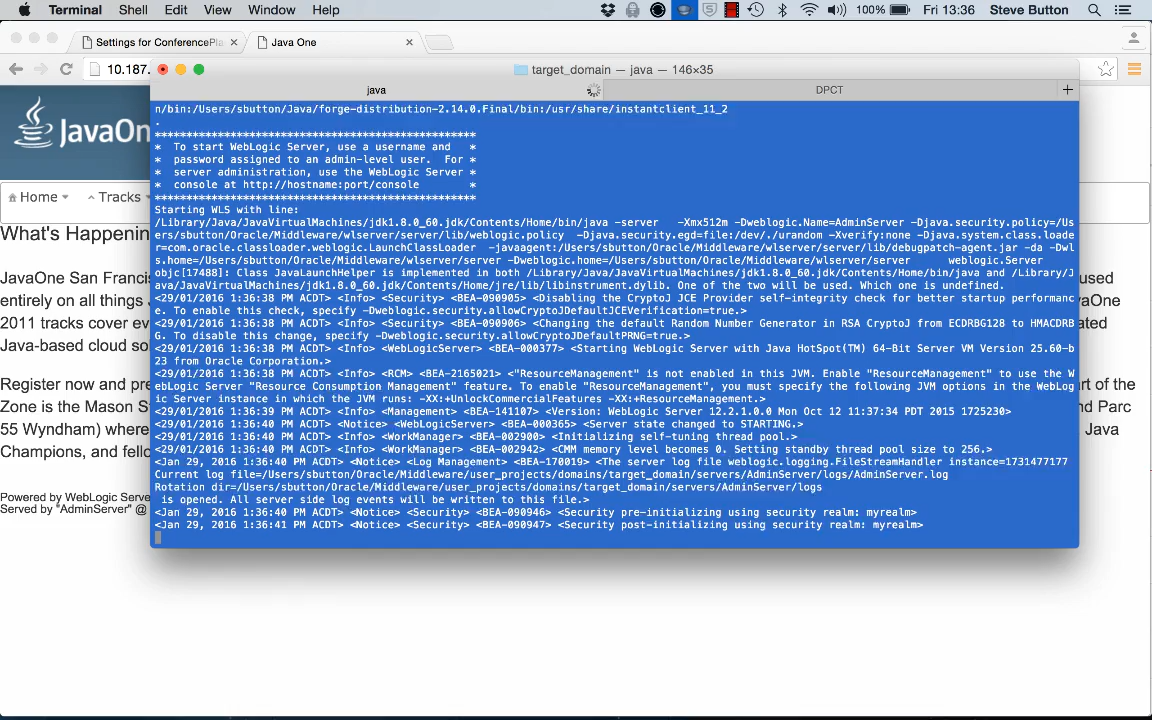 Terminal Shell Edit View Window Help 100% Fri 13:36 Steve Button
Settings for ConferencePla
Java One
10.187.
target_domain — java — 146×35
java
DPCT
JavaOn
Home
Tracks
What's Happenin
JavaOne San Francis
used
entirely on all things
avaOne
2011 tracks cover ev
ated
Java-based cloud so
Register now and pre
art of the
Zone is the Mason St
and Parc
55 Wyndham) where
Java
Champions, and fello
Powered by WebLogic Serve
Served by "AdminServer" @
n/bin:/Users/sbutton/Java/forge-distribution-2.14.0.Final/bin:/usr/share/instantclient_11_2
.
***************************************************
* To start WebLogic Server, use a username and *
* password assigned to an admin-level user. For *
* server administration, use the WebLogic Server *
* console at http://hostname:port/console *
***************************************************
Starting WLS with line:
/Library/Java/JavaVirtualMachines/jdk1.8.0_60.jdk/Contents/Home/bin/java -server -Xmx512m -Dweblogic.Name=AdminServer -Djava.security.policy=/Us
ers/sbutton/Oracle/Middleware/wlserver/server/lib/weblogic.policy -Djava.security.egd=file:/dev/./urandom -Xverify:none -Djava.system.class.loade
r=com.oracle.classloader.weblogic.LaunchClassLoader -javaagent:/Users/sbutton/Oracle/Middleware/wlserver/server/lib/debugpatch-agent.jar -da -Dwl
s.home=/Users/sbutton/Oracle/Middleware/wlserver/server -Dweblogic.home=/Users/sbutton/Oracle/Middleware/wlserver/server weblogic.Server
objc[17488]: Class JavaLaunchHelper is implemented in both /Library/Java/JavaVirtualMachines/jdk1.8.0_60.jdk/Contents/Home/bin/java and /Library/J
ava/JavaVirtualMachines/jdk1.8.0_60.jdk/Contents/Home/jre/lib/libinstrument.dylib. One of the two will be used. Which one is undefined.
<29/01/2016 1:36:38 PM ACDT> <Info> <Security> <BEA-090905> <Disabling the CryptoJ JCE Provider self-integrity check for better startup performanc
e. To enable this check, specify -Dweblogic.security.allowCryptoJDefaultJCEVerification=true.>
<29/01/2016 1:36:38 PM ACDT> <Info> <Security> <BEA-090906> <Changing the default Random Number Generator in RSA CryptoJ from ECDRBG128 to HMACDRB
G. To disable this change, specify -Dweblogic.security.allowCryptoJDefaultPRNG=true.>
<29/01/2016 1:36:38 PM ACDT> <Info> <WebLogicServer> <BEA-000377> <Starting WebLogic Server with Java HotSpot(TM) 64-Bit Server VM Version 25.60-b
23 from Oracle Corporation.>
<29/01/2016 1:36:38 PM ACDT> <Info> <RCM> <BEA-2165021> <"ResourceManagement" is not enabled in this JVM. Enable "ResourceManagement" to use the W
ebLogic Server "Resource Consumption Management" feature. To enable "ResourceManagement", you must specify the following JVM options in the WebLog
ic Server instance in which the JVM runs: -XX:+UnlockCommercialFeatures -XX:+ResourceManagement.>
<29/01/2016 1:36:39 PM ACDT> <Info> <Management> <BEA-141107> <Version: WebLogic Server 12.2.1.0.0 Mon Oct 12 11:37:34 PDT 2015 1725230>
<29/01/2016 1:36:40 PM ACDT> <Notice> <WebLogicServer> <BEA-000365> <Server state changed to STARTING.>
<29/01/2016 1:36:40 PM ACDT> <Info> <WorkManager> <BEA-002900> <Initializing self-tuning thread pool.>
<29/01/2016 1:36:40 PM ACDT> <Info> <WorkManager> <BEA-002942> <CMM memory level becomes 0. Setting standby thread pool size to 256.>
<Jan 29, 2016 1:36:40 PM ACDT> <Notice> <Log Management> <BEA-170019> <The server log file weblogic.logging.FileStreamHandler instance=1731477177
Current log file=/Users/sbutton/Oracle/Middleware/user_projects/domains/target_domain/servers/AdminServer/logs/AdminServer.log
Rotation dir=/Users/sbutton/Oracle/Middleware/user_projects/domains/target_domain/servers/AdminServer/logs
is opened. All server side log events will be written to this file.>
<Jan 29, 2016 1:36:40 PM ACDT> <Notice> <Security> <BEA-090946> <Security pre-initializing using security realm: myrealm>
<Jan 29, 2016 1:36:41 PM ACDT> <Notice> <Security> <BEA-090947> <Security post-initializing using security realm: myrealm>